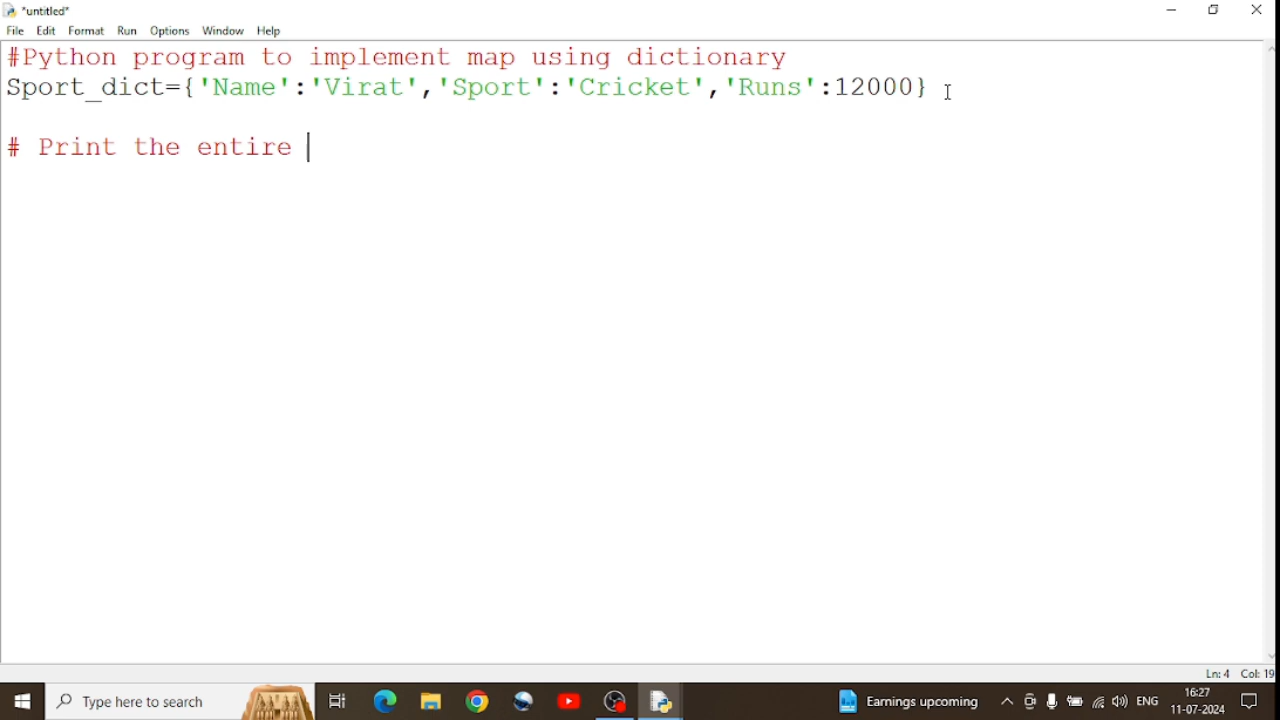 *untitled*
File Edit Format Run Options Window Help
#Python program to implement map using dictionary
Sport_dict={'Name':'Virat','Sport':'Cricket','Runs':12000}
# Print the entire
Ln: 4 Col: 19
Type here to search
Earnings upcoming
ENG
16:27
11-07-2024